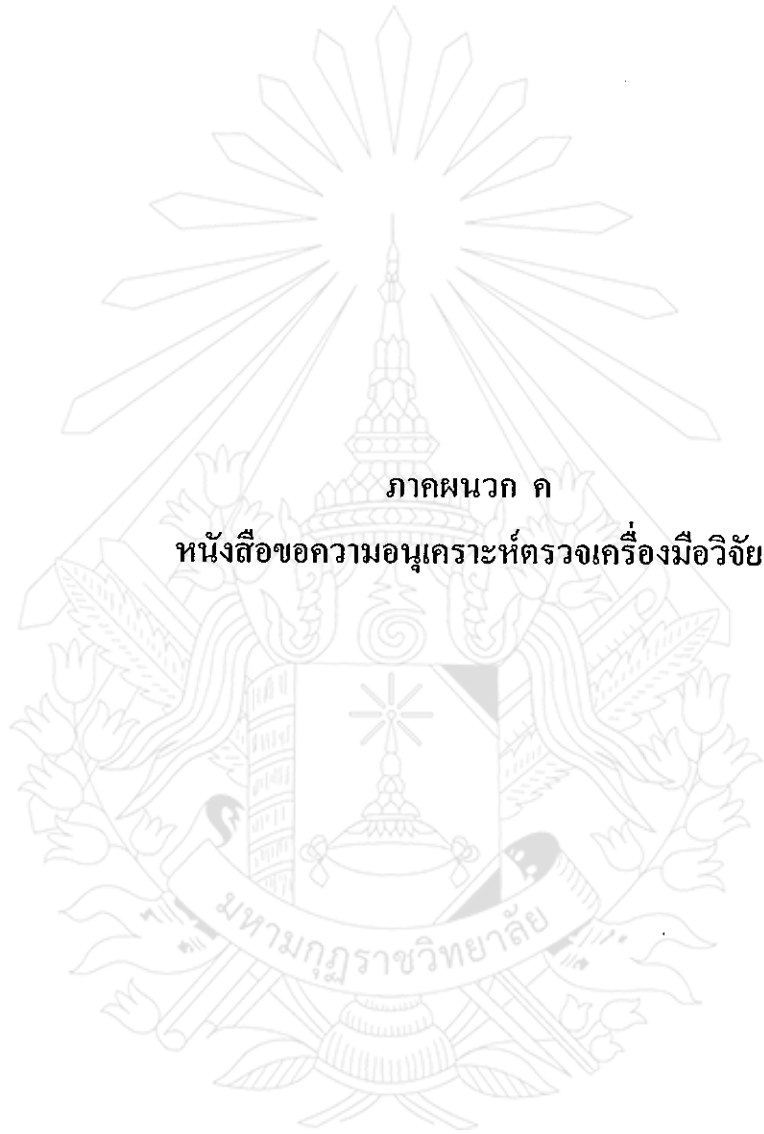 ภาคผนวก ค
หนังสือขอความอนุเคราะห์ตรวจเครื่องมือวิจัย
มหามกุฏราชวิทยาลัย